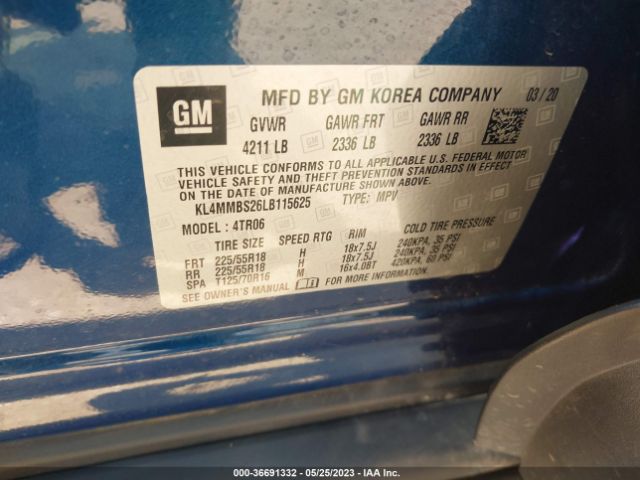 GM
MFD BY GM KOREA COMPANY 03/20
GVWR GAWR FRT GAWR RR
4211 LB 2336 LB 2336 LB
THIS VEHICLE CONFORMS TO ALL APPLICABLE U.S. FEDERAL MOTOR
VEHICLE SAFETY, BUMPER, AND THEFT PREVENTION STANDARDS IN EFFECT
ON THE DATE OF MANUFACTURE SHOWN ABOVE.
KL4MMBS26LB115625 TYPE: MPV
MODEL: 4TR06
TIRE SIZE SPEED RTG RIM COLD TIRE PRESSURE
FRT 225/55R18 H 18x7.5J 240KPA, 35 PSI
RR 225/55R18 H 18x7.5J 240KPA, 35 PSI
SPA T125/70R16 M 16x4.0BT 420KPA, 60 PSI
SEE OWNER'S MANUAL FOR MORE INFORMATION.
000-36691332 - 05/25/2023 - IAA Inc.